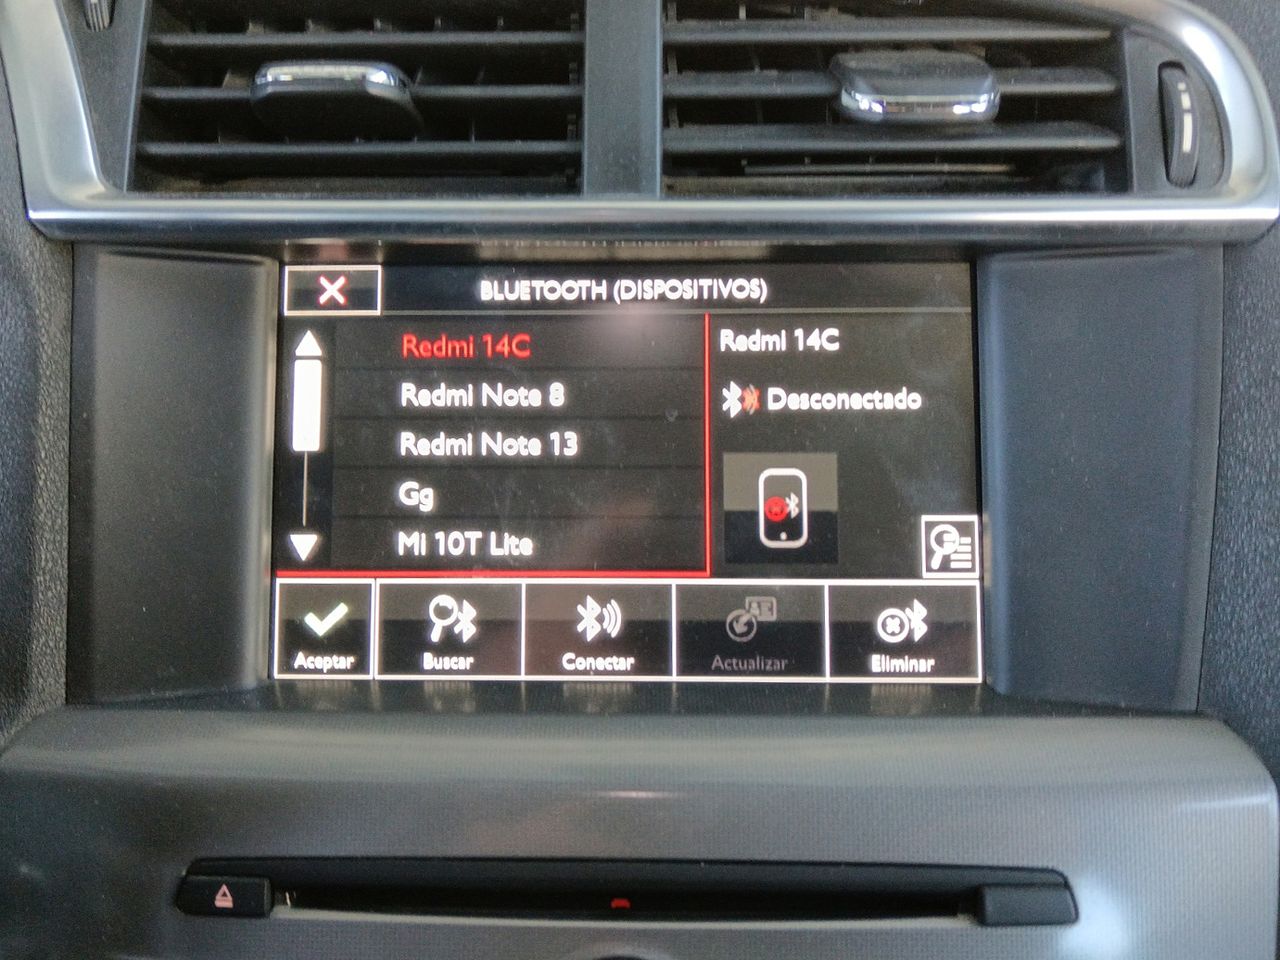 BLUETOOTH (DISPOSITIVOS)
Redmi 14C
Redmi Note 8
Redmi Note 13
Gg
Mi 10T Lite
Redmi 14C
Desconectado
Aceptar
Buscar
Conectar
Actualizar
Eliminar